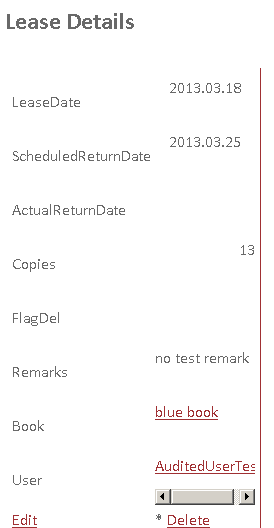 Lease Details
2013.03.18
LeaseDate
2013.03.25
ScheduledReturnDate
ActualReturnDate
13
Copies
FlagDel
no test remark
Remarks
blue book
Book
AuditedUserTes
User
Edit * Delete